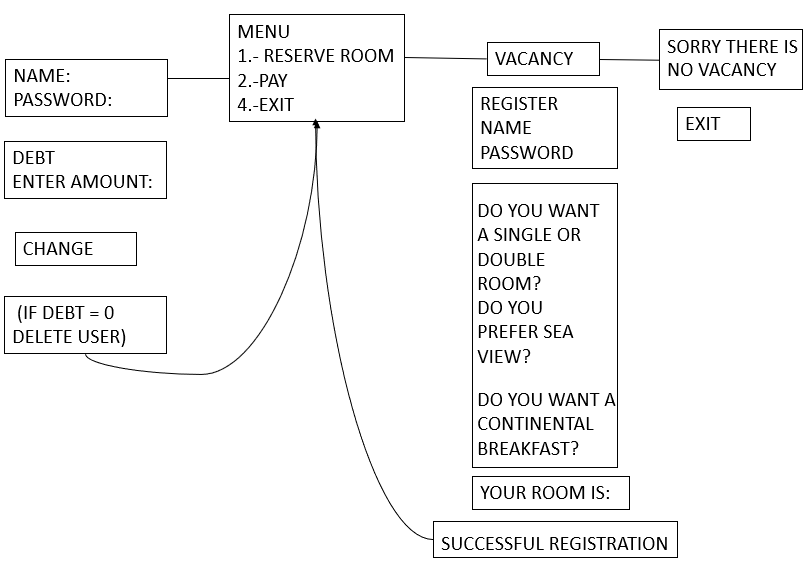 MENU
1.- RESERVE ROOM
2.-PAY
4.-EXIT
NAME:
PASSWORD:
DEBT
ENTER AMOUNT:
CHANGE
(IF DEBT = 0
DELETE USER)
VACANCY
SORRY THERE IS
NO VACANCY
EXIT
REGISTER
NAME
PASSWORD
DO YOU WANT
A SINGLE OR
DOUBLE
ROOM?
DO YOU
PREFER SEA
VIEW?
DO YOU WANT A
CONTINENTAL
BREAKFAST?
YOUR ROOM IS:
SUCCESSFUL REGISTRATION